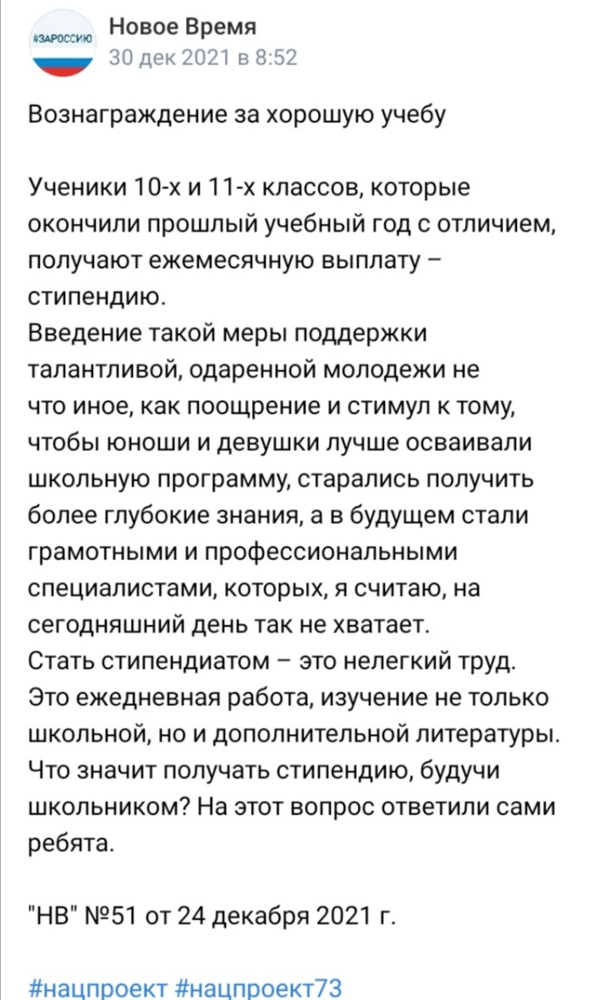 #ЗАРОССИЮ
Новое Время
30 дек 2021 в 8:52
Вознаграждение за хорошую учебу
Ученики 10-х и 11-х классов, которые
окончили прошлый учебный год с отличием,
получают ежемесячную выплату –
стипендию.
Введение такой меры поддержки
талантливой, одаренной молодежи не
что иное, как поощрение и стимул к тому,
чтобы юноши и девушки лучше осваивали
школьную программу, старались получить
более глубокие знания, а в будущем стали
грамотными и профессиональными
специалистами, которых, я считаю, на
сегодняшний день так не хватает.
Стать стипендиатом – это нелегкий труд.
Это ежедневная работа, изучение не только
школьной, но и дополнительной литературы.
Что значит получать стипендию, будучи
школьником? На этот вопрос ответили сами
ребята.
"НВ" №51 от 24 декабря 2021 г.
#нацпроект #нацпроект73